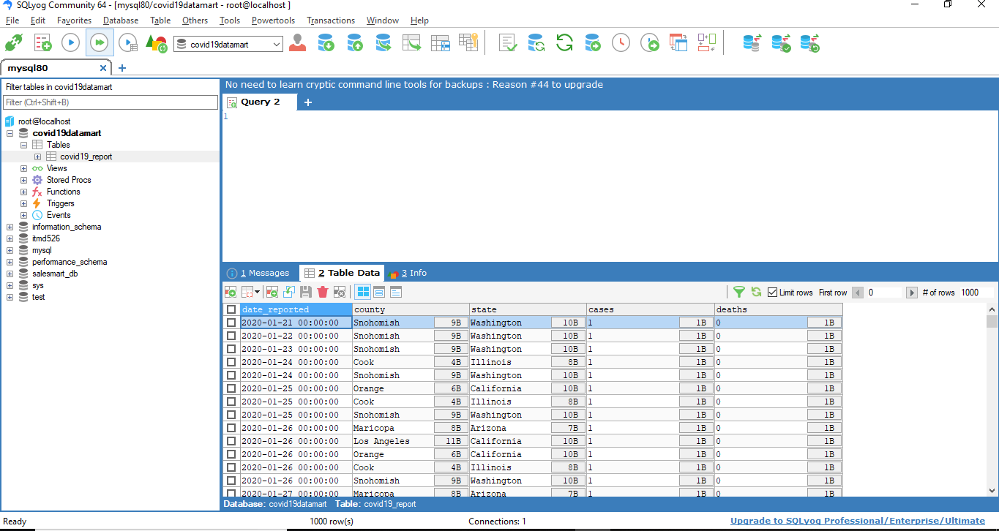 SQLyog Community 64 - [mysql80/covid19datamart - root@localhost ]
File Edit Favorites Database Table Others Tools Powertools Transactions Window Help
covid19datamart
mysql80
Filter tables in covid19datamart
Filter (Ctrl+Shift+B)
root@localhost
covid19datamart
Tables
covid19_report
Views
Stored Procs
Functions
Triggers
Events
information_schema
itmd526
mysql
performance_schema
salesmart_db
sys
test
No need to learn cryptic command line tools for backups : Reason #44 to upgrade
Query 2
1
1 Messages 2 Table Data 3 Info
Limit rows First row 0 # of rows 1000
date_reported county state cases deaths
2020-01-21 00:00:00 Snohomish 9B Washington 10B 1 1B 0 1B
2020-01-22 00:00:00 Snohomish 9B Washington 10B 1 1B 0 1B
2020-01-23 00:00:00 Snohomish 9B Washington 10B 1 1B 0 1B
2020-01-24 00:00:00 Cook 4B Illinois 8B 1 1B 0 1B
2020-01-24 00:00:00 Snohomish 9B Washington 10B 1 1B 0 1B
2020-01-25 00:00:00 Orange 6B California 10B 1 1B 0 1B
2020-01-25 00:00:00 Cook 4B Illinois 8B 1 1B 0 1B
2020-01-25 00:00:00 Snohomish 9B Washington 10B 1 1B 0 1B
2020-01-26 00:00:00 Maricopa 8B Arizona 7B 1 1B 0 1B
2020-01-26 00:00:00 Los Angeles 11B California 10B 1 1B 0 1B
2020-01-26 00:00:00 Orange 6B California 10B 1 1B 0 1B
2020-01-26 00:00:00 Cook 4B Illinois 8B 1 1B 0 1B
2020-01-26 00:00:00 Snohomish 9B Washington 10B 1 1B 0 1B
2020-01-27 00:00:00 Maricopa 8B Arizona 7B 1 1B 0 1B
Database: covid19datamart Table: covid19_report
Ready 1000 row(s) Connections: 1 Upgrade to SQLyog Professional/Enterprise/Ultimate